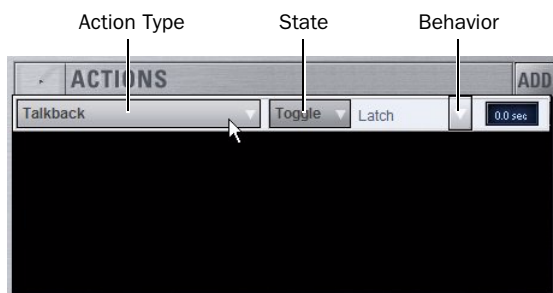 Action Type State Behavior
ACTIONS ADD
Talkback Toggle Latch 0.0 sec